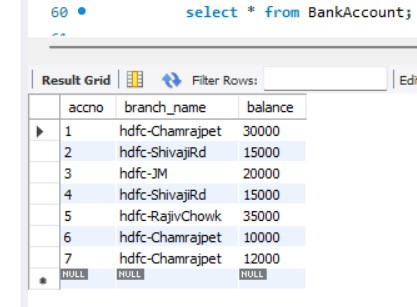 60 select * from BankAccount;
Result Grid Filter Rows: Edi
accno branch_name balance
1 hdfc-Chamrajpet 30000
2 hdfc-ShivajiRd 15000
3 hdfc-JM 20000
4 hdfc-ShivajiRd 15000
5 hdfc-RajivChowk 35000
6 hdfc-Chamrajpet 10000
7 hdfc-Chamrajpet 12000
NULL NULL NULL